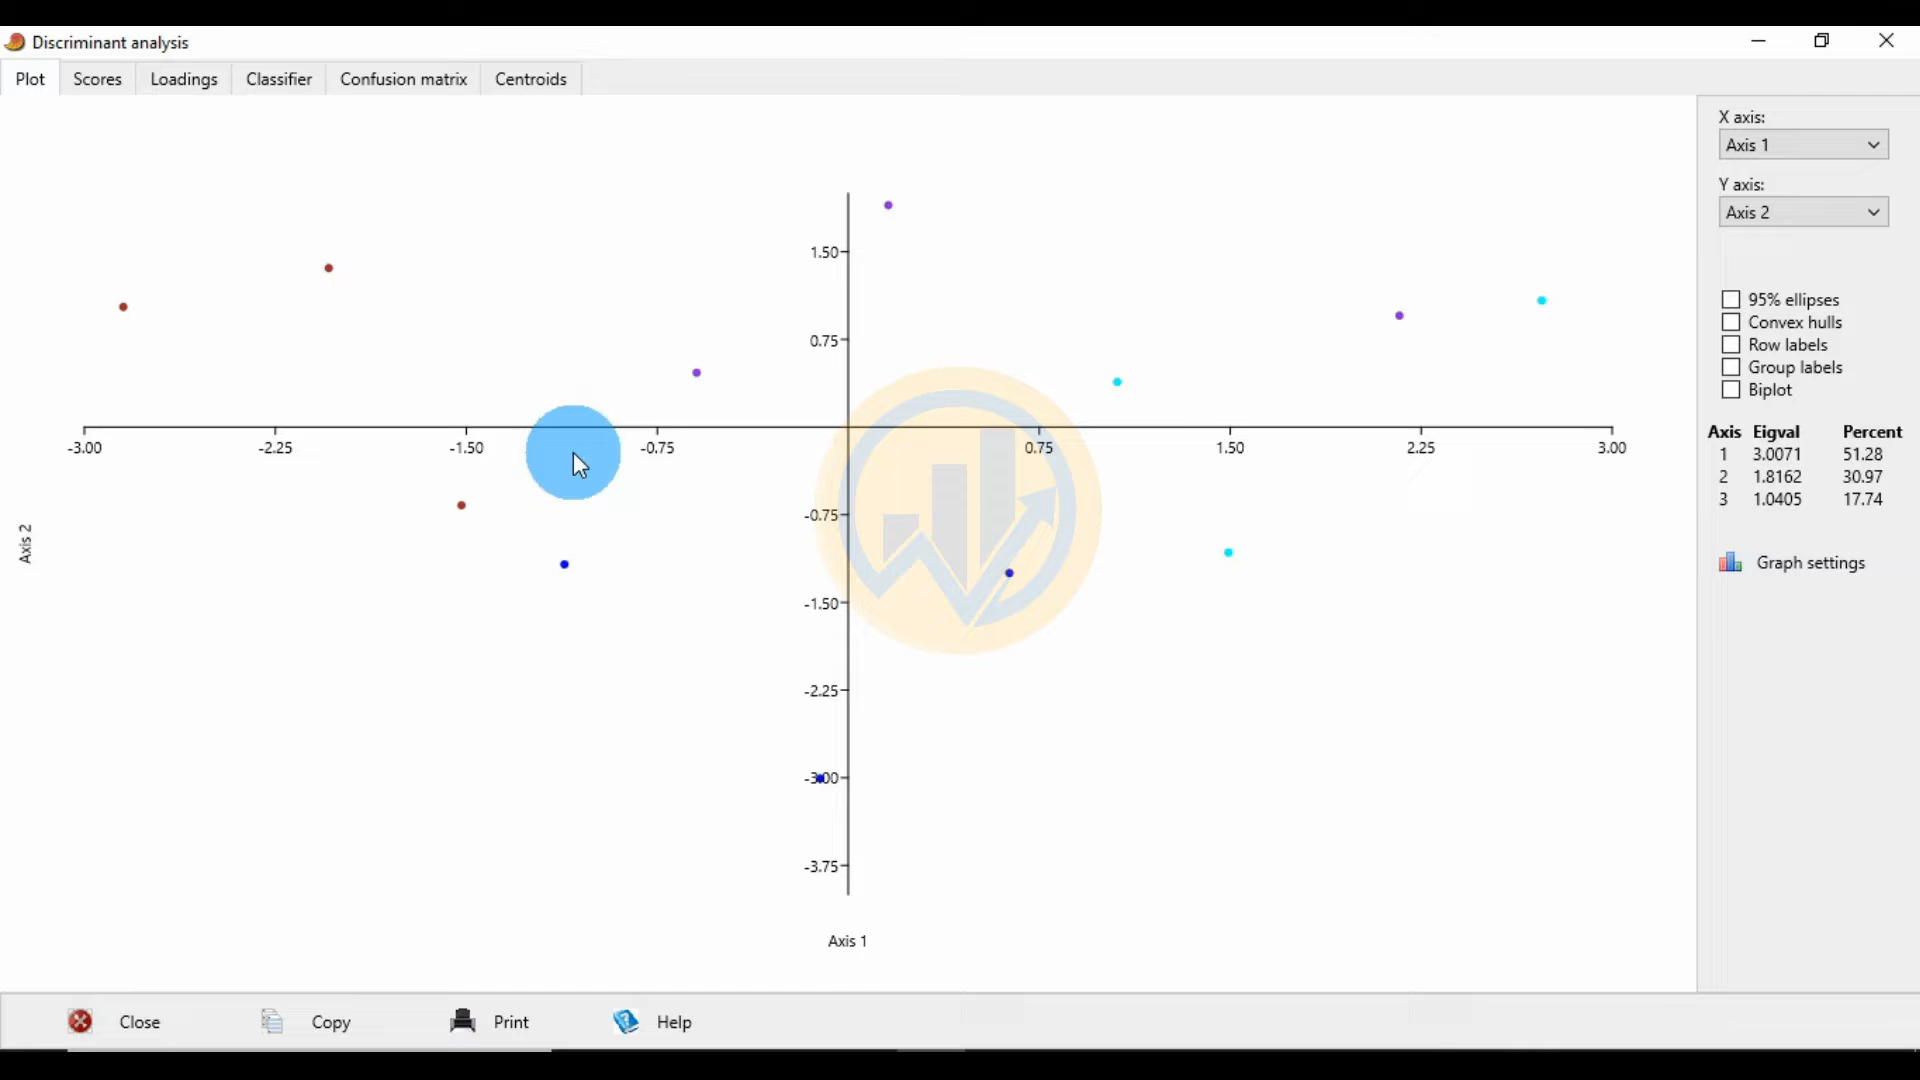 Discriminant analysis
Plot Scores Loadings Classifier Confusion matrix Centroids
X axis:
Axis 1
Y axis:
Axis 2
95% ellipses
Convex hulls
Row labels
Group labels
Biplot
Axis Eigval Percent
1 3.0071 51.28
2 1.8162 30.97
3 1.0405 17.74
Graph settings
1.50
0.75
-3.00 -2.25 -1.50 -0.75 0.75 1.50 2.25 3.00
-0.75
-1.50
-2.25
-3.00
-3.75
Axis 2
Axis 1
Close Copy Print Help